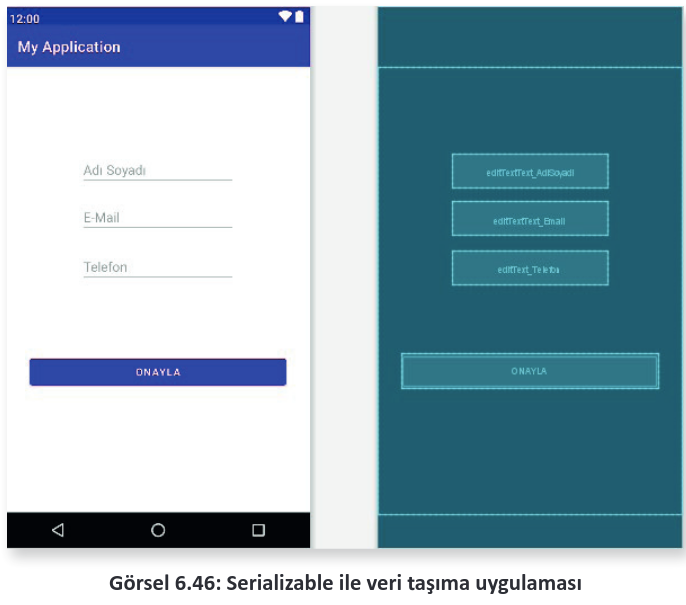 12:00
My Application
Adı Soyadı
E-Mail
Telefon
ONAYLA
editTextText_AdiSoyadi
editTextText_Email
editText_Telefon
ONAYLA
Görsel 6.46: Serializable ile veri taşıma uygulaması